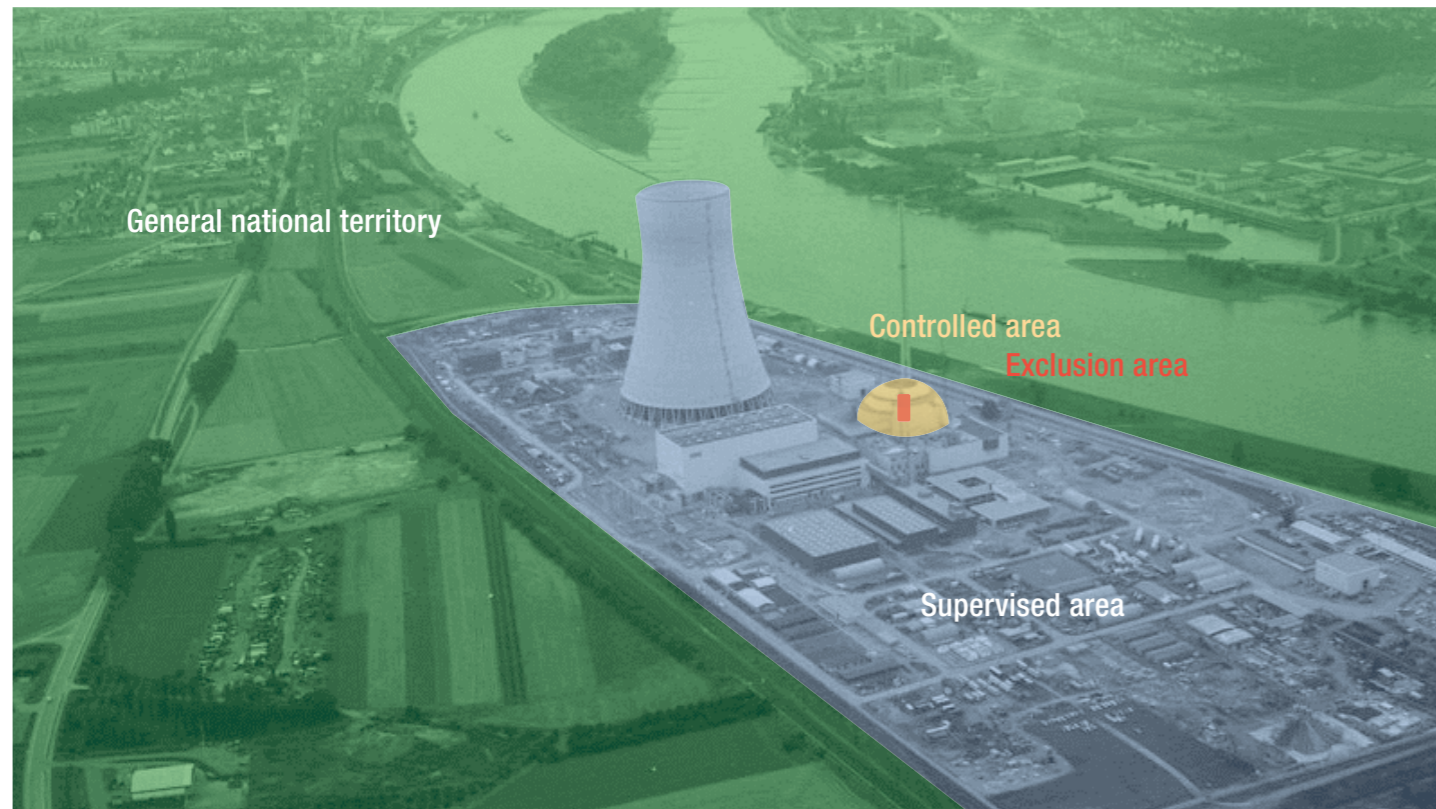 General national territory
Controlled area
Exclusion area
Supervised area